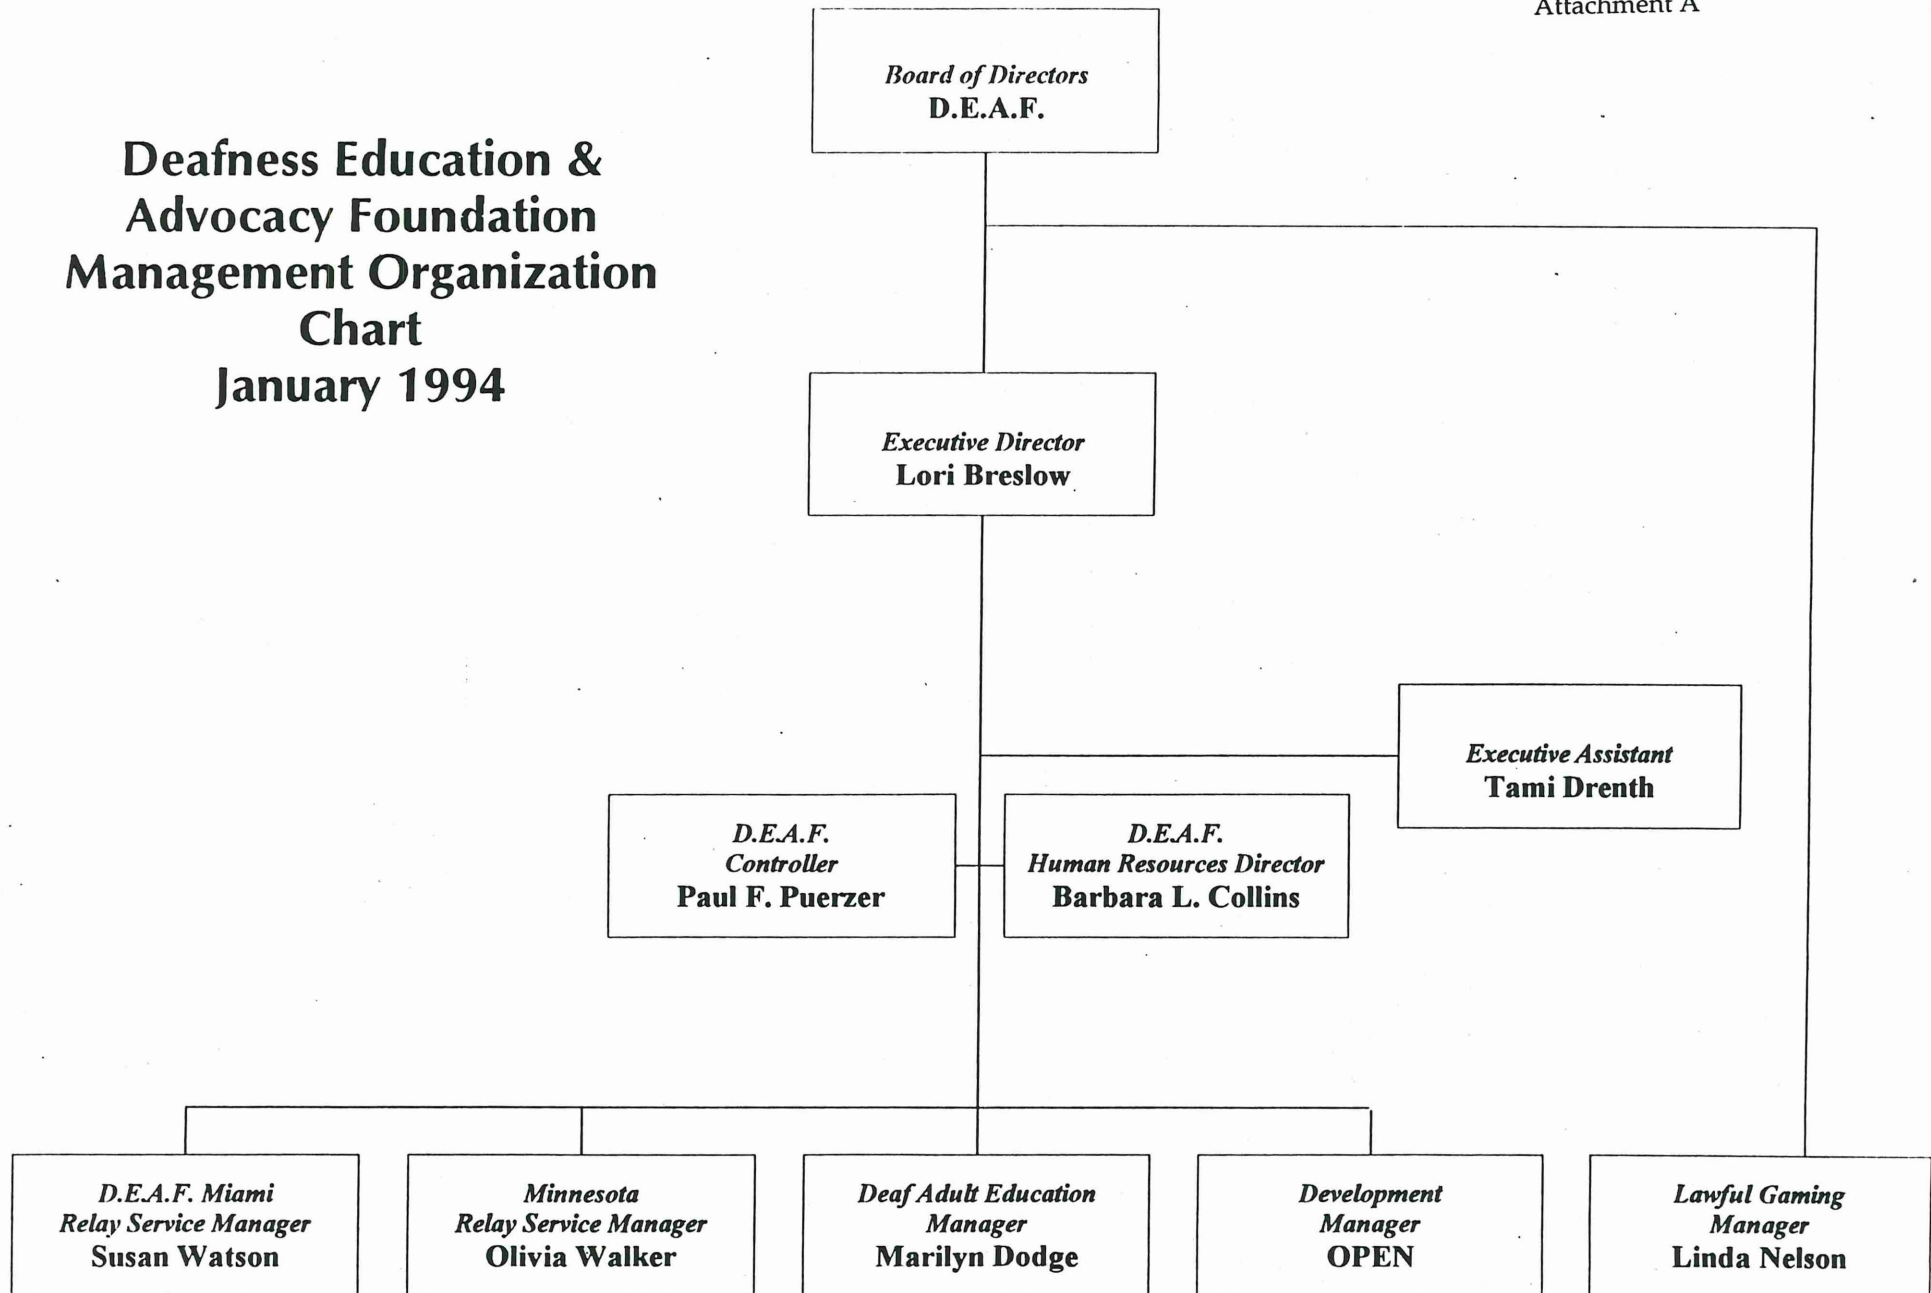 Attachment A
Board of Directors
D.E.A.F.
Deafness Education &
Advocacy Foundation
Management Organization
Chart
January 1994
Executive Director
Lori Breslow
Executive Assistant
Tami Drenth
D.E.A.F.
Controller
Paul F. Puerzer
D.E.A.F.
Human Resources Director
Barbara L. Collins
D.E.A.F. Miami
Relay Service Manager
Susan Watson
Minnesota
Relay Service Manager
Olivia Walker
Deaf Adult Education
Manager
Marilyn Dodge
Development
Manager
OPEN
Lawful Gaming
Manager
Linda Nelson